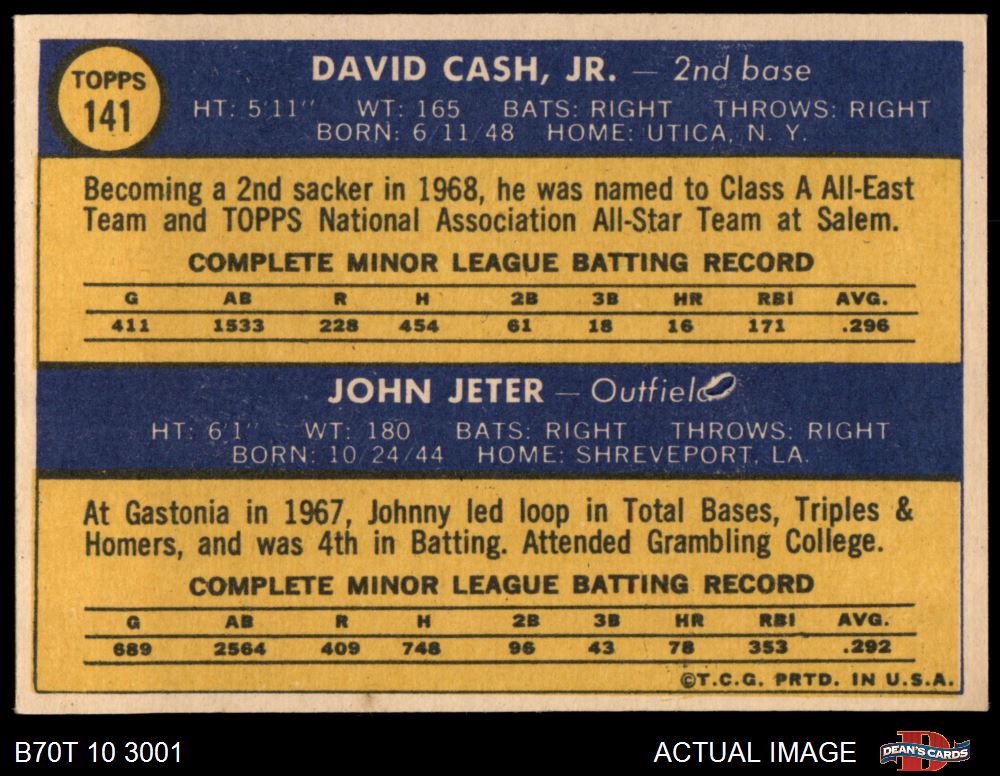 TOPPS
141
DAVID CASH, JR. — 2nd base
HT: 5'11" WT: 165 BATS: RIGHT THROWS: RIGHT
BORN: 6/11/48 HOME: UTICA, N. Y.
Becoming a 2nd sacker in 1968, he was named to Class A All-East
Team and TOPPS National Association All-Star Team at Salem.
COMPLETE MINOR LEAGUE BATTING RECORD
G AB R H 2B 3B HR RBI AVG.
411 1533 228 454 61 18 16 171 .296
JOHN JETER — Outfield
HT: 6'1" WT: 180 BATS: RIGHT THROWS: RIGHT
BORN: 10/24/44 HOME: SHREVEPORT, LA.
At Gastonia in 1967, Johnny led loop in Total Bases, Triples &
Homers, and was 4th in Batting. Attended Grambling College.
COMPLETE MINOR LEAGUE BATTING RECORD
G AB R H 2B 3B HR RBI AVG.
689 2564 409 748 96 43 78 353 .292
©T.C.G. PRTD. IN U.S.A.
B70T 10 3001
ACTUAL IMAGE
D
DEAN'S CARDS